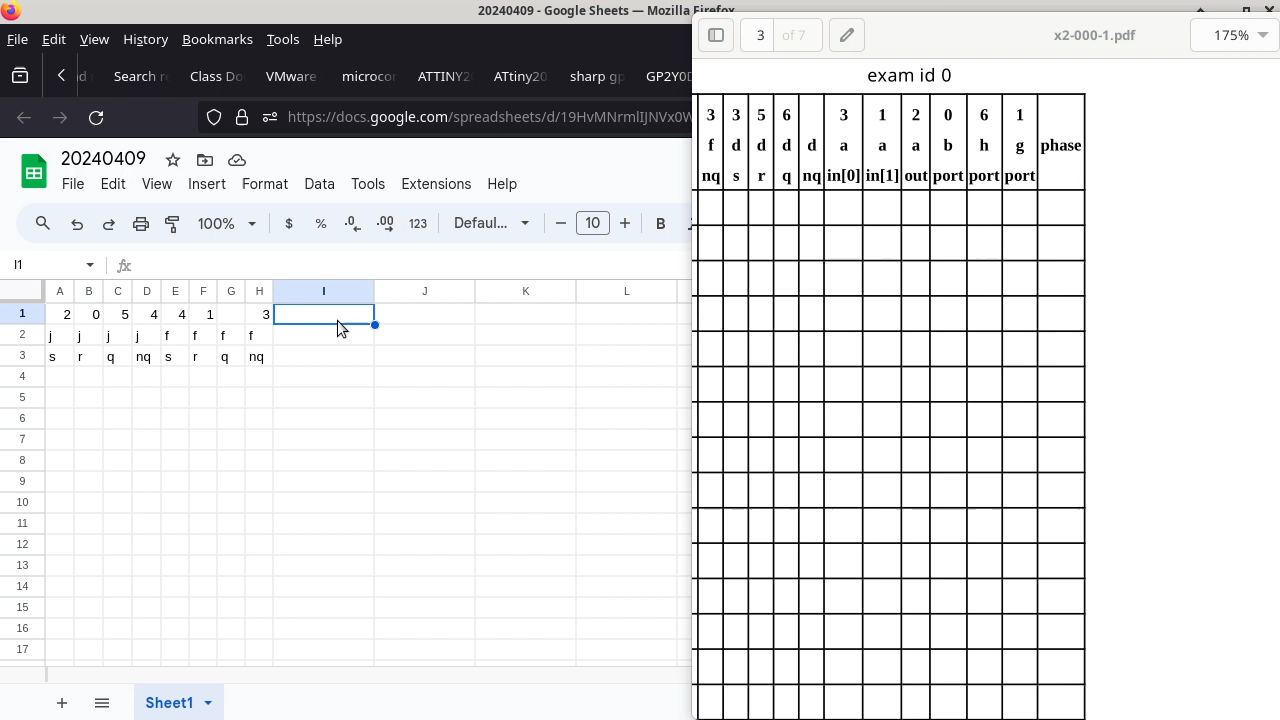 20240409 - Google Sheets — Mozilla Firefox
File Edit View History Bookmarks Tools Help
Search r Class Do VMware microcor ATTINY2 ATtiny20 sharp gp GP2Y0D
https://docs.google.com/spreadsheets/d/19HvMNrmlIJNVx0W
20240409
File Edit View Insert Format Data Tools Extensions Help
100% $ % .0 .00 123 Defaul... 10 B
I1 fx
A B C D E F G H I J K L
1 2 0 5 4 4 1 3
2 j j j j f f f f
3 s r q nq s r q nq
4
5
6
7
8
9
10
11
12
13
14
15
16
17
Sheet1
3 of 7 x2-000-1.pdf 175%
exam id 0
3 3 5 6 3 1 2 0 6 1
f d d d d a a a b h g phase
nq s r q nq in[0] in[1] out port port port